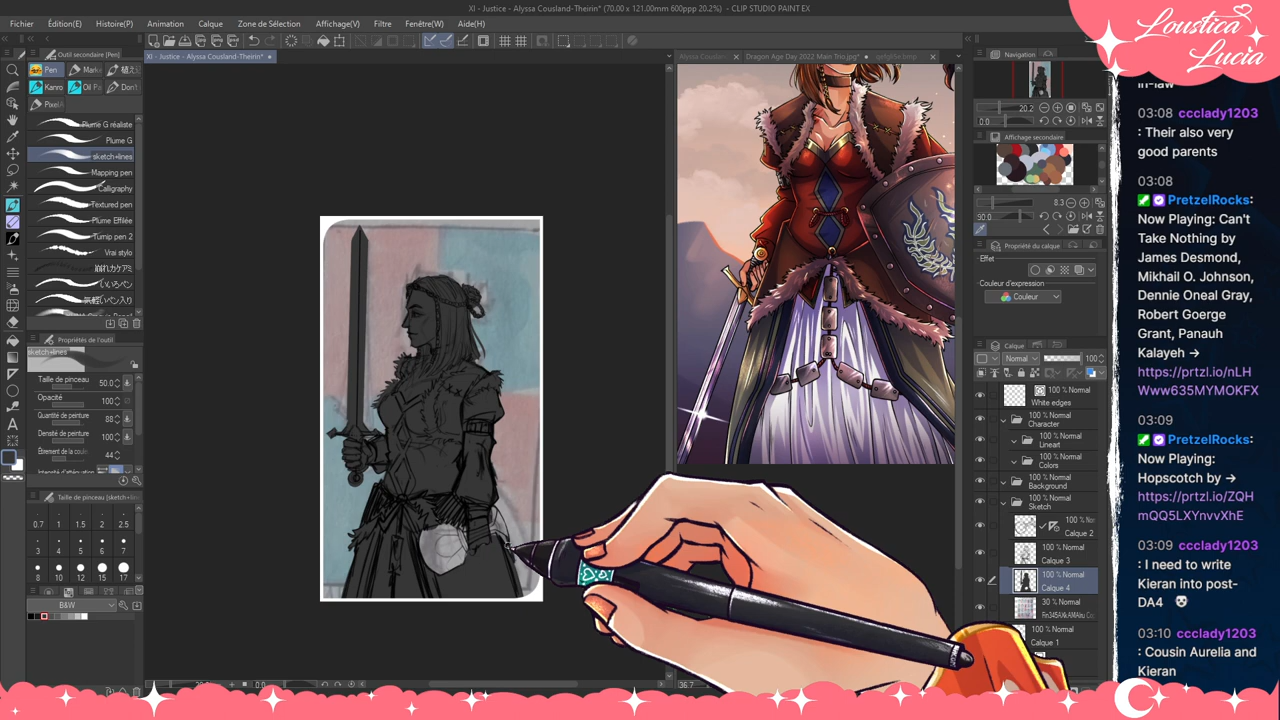 XI - Justice - Alyssa Cousland-Theirin* (70.00 x 121.00mm 600ppp 20.2%) - CLIP STUDIO PAINT EX
Fichier
Édition(E)
Histoire(P)
Animation
Calque
Zone de Sélection
Affichage(V)
Filtre
Fenêtre(W)
Aide(H)
Outil secondaire [Pen]
XI - Justice - Alyssa Cousland-Theirin*
Dragon Age Day 2022 Main Trio.jpg*
Pen
Mark
Kanro
Oil P
Don't
Pixel A
Plume G réaliste
Plume G
sketch+lines
Mapping pen
Calligraphy
Textured pen
Plume Effilée
Turnip pen 2
Vrai stylo
Propriétés de l'outil
sketch+lines
Taille de pinceau 50.0
Opacité 100
Quantité de peinture 88
Densité de peinture 100
Étirement de la coule 44
Taille de pinceau [sketch+lines]
0.7 1 1.5 2 2.5
3 4 5 6 7
8 10 12 15 17
B&W
36.7
Navigation
20.2
0.0
Affichage secondaire
8.3
90.0
Propriété du calque
Effet
Couleur d'expression
Couleur
Calque
Normal
100
100 % Normal
White edges
100 % Normal
Character
100 % Normal
Lineart
100 % Normal
Colors
100 % Normal
Background
100 % Normal
Sketch
100 % Nor
Calque 2
100 % Normal
Calque 3
100 % Normal
Calque 4
30 % Normal
100 % Normal
Calque 1
Loustica
Lucia
in-law
03:08 ccclady1203
: Their also very
good parents
03:08
PretzelRocks:
Now Playing: Can't
Take Nothing by
James Desmond,
Mikhail O. Johnson,
Dennie Oneal Gray,
Robert Goerge
Grant, Panauh
Kalayeh →
https://prtzl.io/nLH
Www635MYMOKFX
03:09
PretzelRocks:
Now Playing:
Hopscotch by →
https://prtzl.io/ZQH
mQQ5LXYnvvXhE
03:09 ccclady1203
: I need to write
Kieran into post-
DA4
03:10 ccclady1203
: Cousin Aurelia and
Kieran